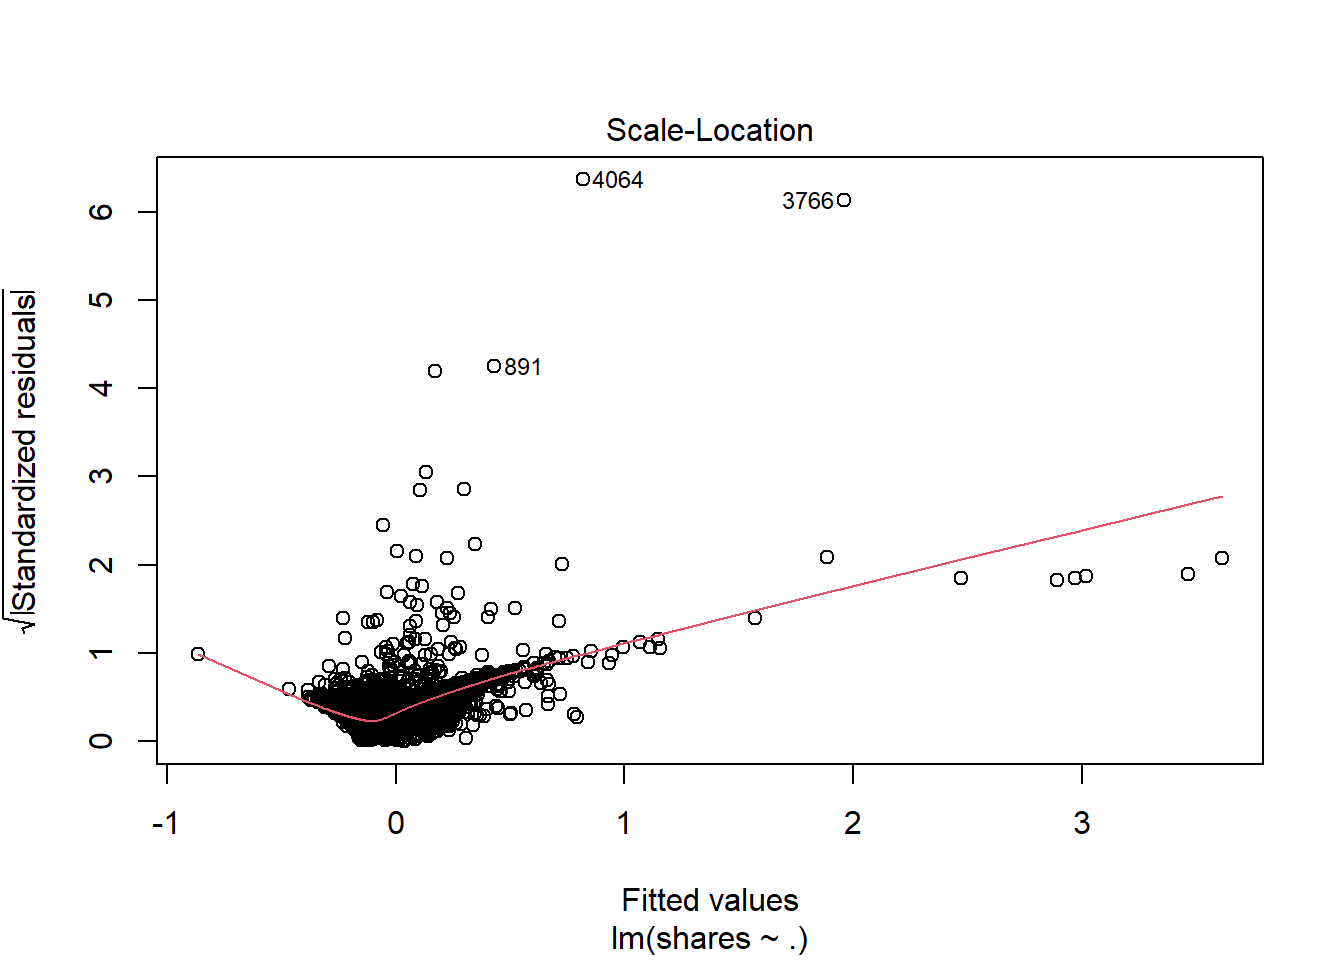 Scale-Location
√|Standardized residuals|
6
5
4
3
2
1
0
4064
3766
891
-1 0 1 2 3
Fitted values
lm(shares ~ .)